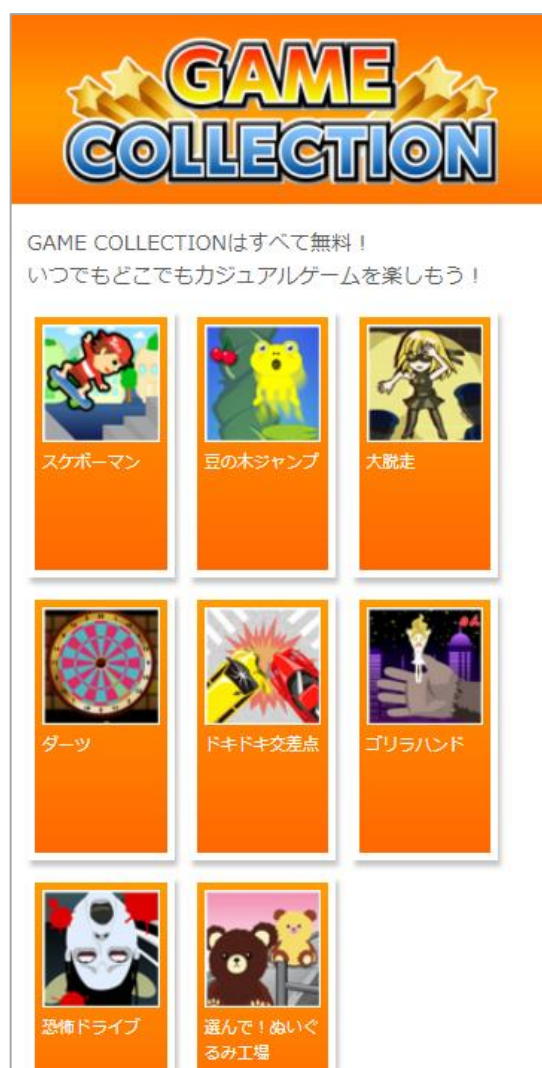 GAME
COLLECTION
GAME COLLECTIONはすべて無料！
いつでもどこでもカジュアルゲームを楽しもう！
スケボーマン
豆の木ジャンプ
大脱走
ダーツ
ドキドキ交差点
ゴリラハンド
恐怖ドライブ
選んで！ぬいぐ
るみ工場